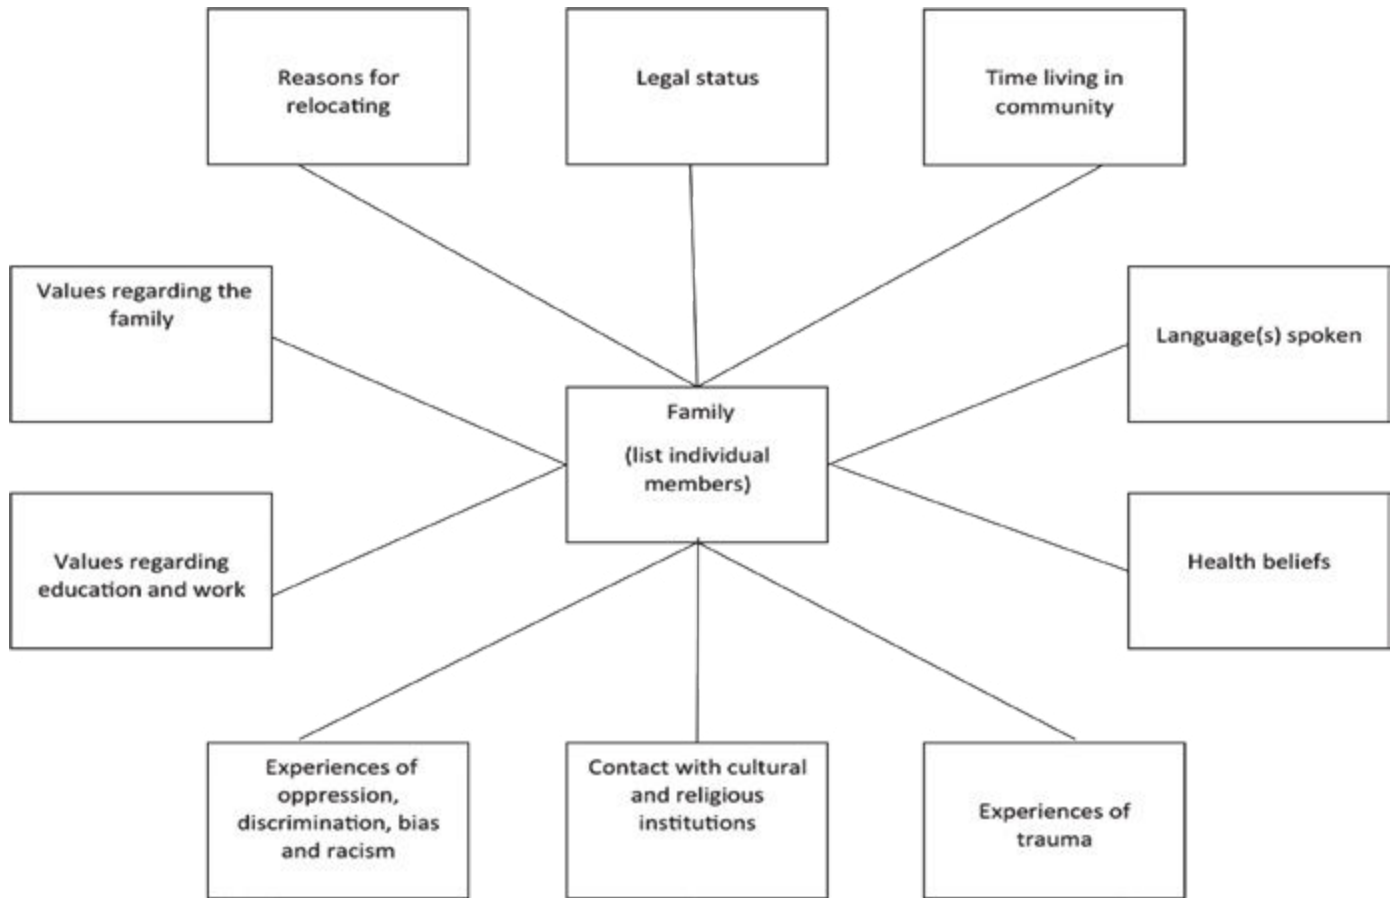 Reasons for
relocating
Legal status
Time living in
community
Values regarding the
family
Language(s) spoken
Family
(list individual
members)
Values regarding
education and work
Health beliefs
Experiences of
oppression,
discrimination, bias
and racism
Contact with cultural
and religious
institutions
Experiences of
trauma